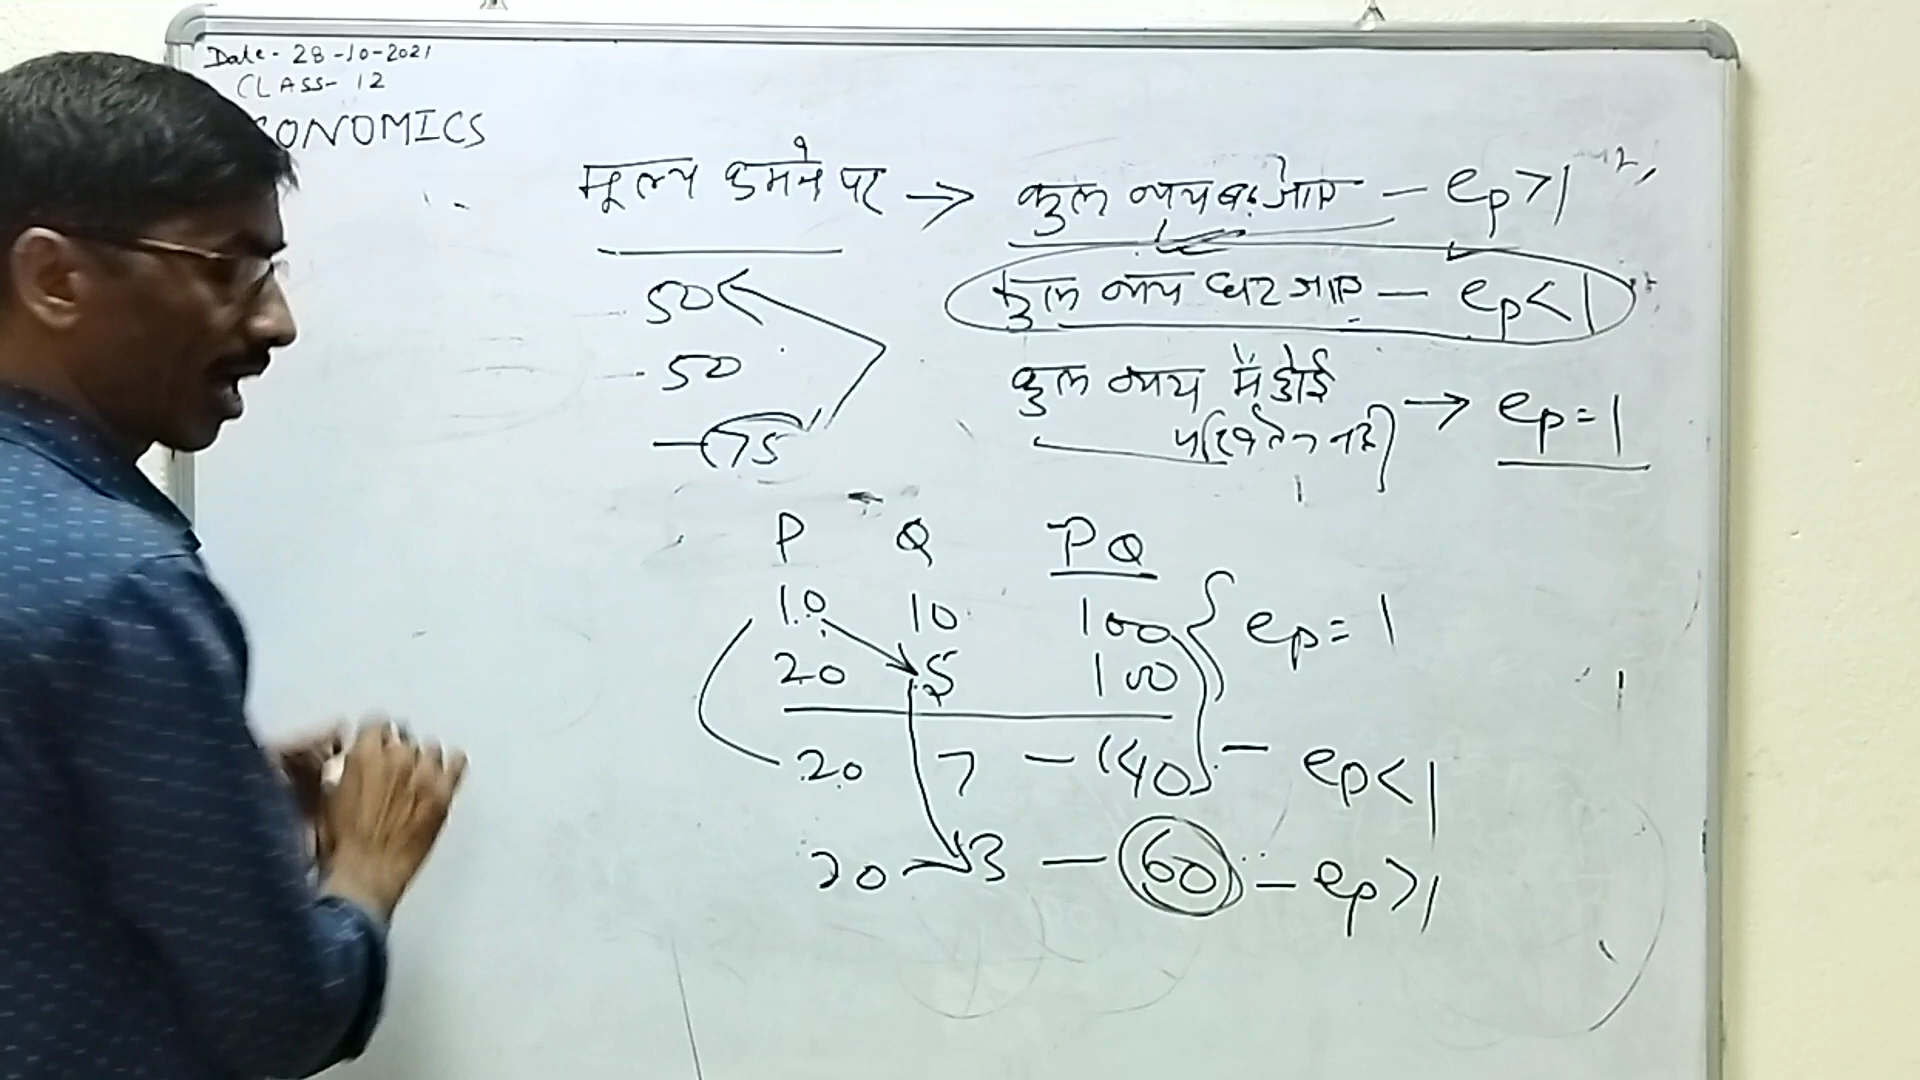 Date- 28-10-2021
CLASS- 12
CONOMICS
मूल्य कमने पर → कुल व्यय बढ़ जाए - ep>1
50 कुल व्यय घट जाए - ep<1
50 कुल व्यय में कोई
75 परिवर्तन नहीं → ep=1
P Q PQ
10 10 100 ep=1
20 5 100
20 7 - 140 - ep<1
20 3 - 60 - ep>1